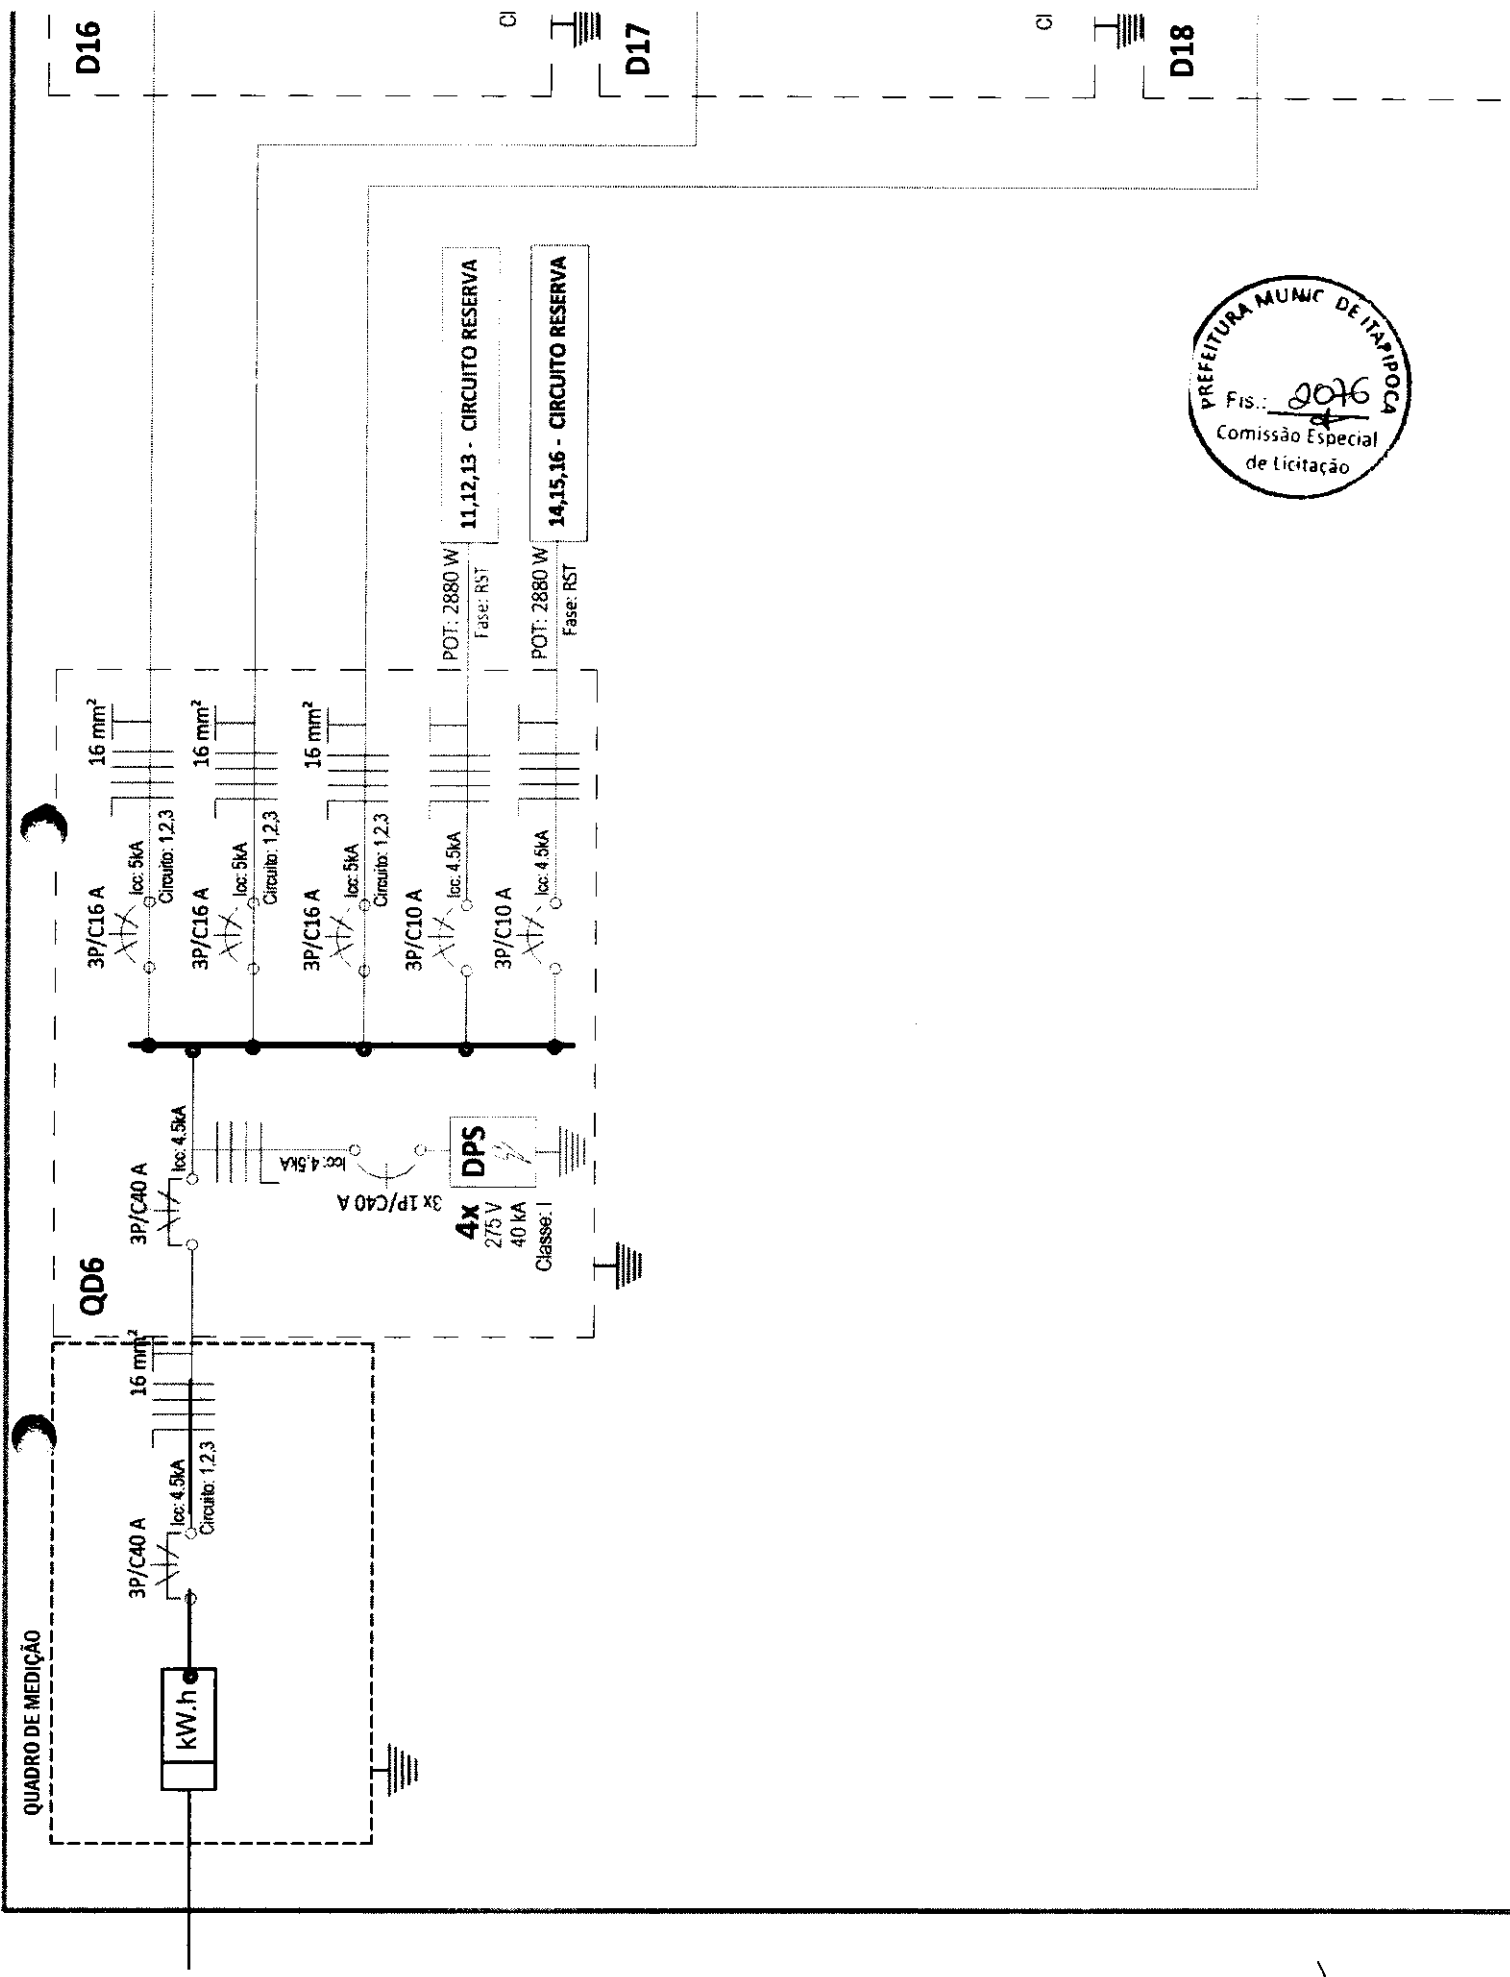 QUADRO DE MEDIÇÃO
kW.h
3P/C40 A
Icc: 4.5kA
Circuito: 1,2,3
16 mm²
QD6
3P/C40 A
Icc: 4.5kA
Icc: 4.5kA
3x 1P/C40 A
4x
DPS
275 V
40 kA
Classe: I
3P/C16 A
Icc: 5kA
Circuito: 1,2,3
16 mm²
3P/C16 A
Icc: 5kA
Circuito: 1,2,3
16 mm²
3P/C16 A
Icc: 5kA
Circuito: 1,2,3
16 mm²
3P/C10 A
Icc: 4.5kA
POT: 2880 W
Fase: RST
11,12,13 - CIRCUITO RESERVA
3P/C10 A
Icc: 4.5kA
POT: 2880 W
Fase: RST
14,15,16 - CIRCUITO RESERVA
D16
CI
D17
CI
D18
PREFEITURA MUNIC DE ITAPIPOCA
Fls.: 2076
Comissão Especial
de Licitação